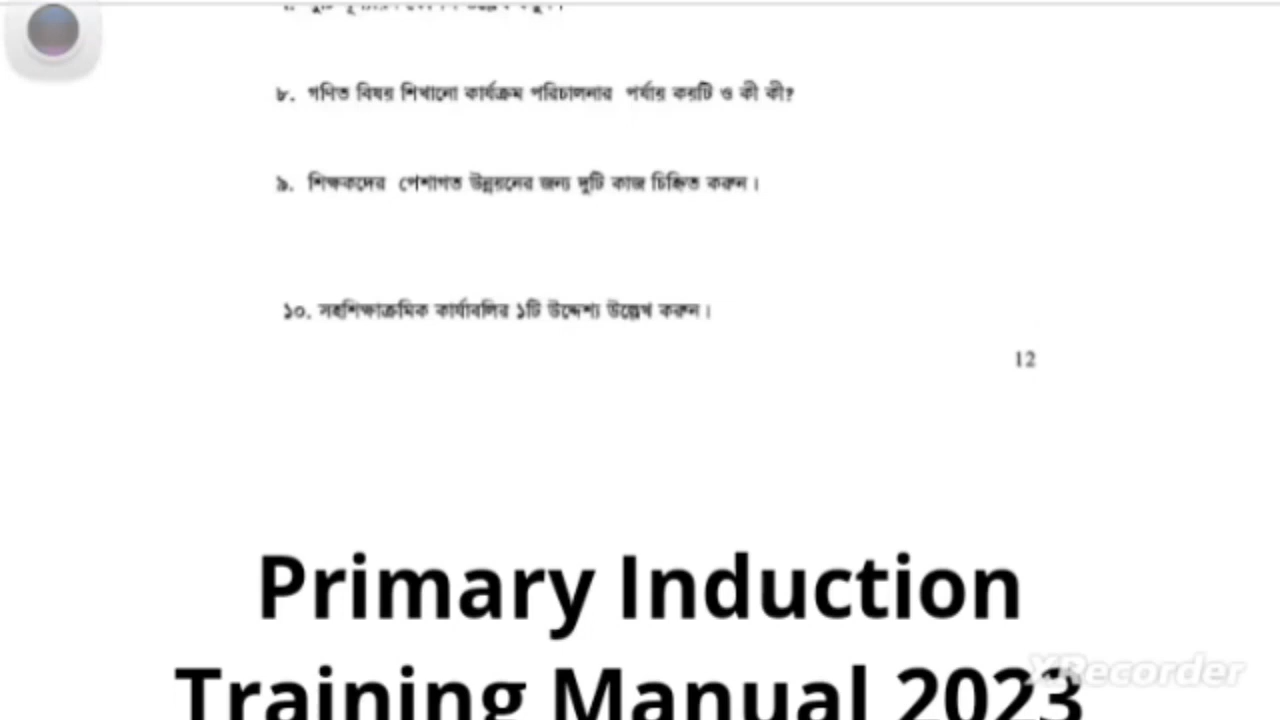 ৮. গণিত বিষয় শিখানো কার্যক্রম পরিচালনার পর্যায় কয়টি ও কী কী?
৯. শিক্ষকদের পেশাগত উন্নয়নের জন্য দুটি কাজ চিহ্নিত করুন।
১০. সহশিক্ষাক্রমিক কার্যাবলির ১টি উদ্দেশ্য উল্লেখ করুন।
12
Primary Induction
Training Manual 2023
XRecorder